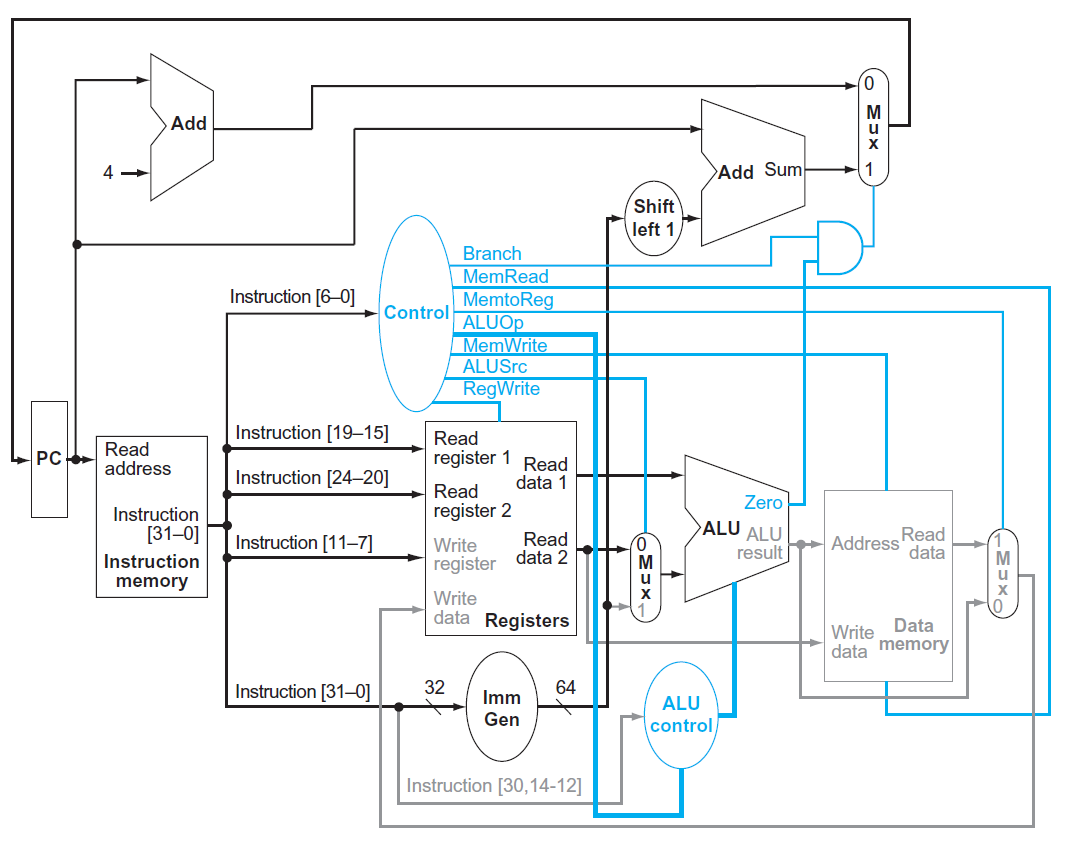 0
M
u
x
1
Add
4
Add Sum
Shift
left 1
Branch
MemRead
MemtoReg
ALUOp
MemWrite
ALUSrc
RegWrite
Control
Instruction [6–0]
Instruction [19–15]
Instruction [24–20]
Instruction [11–7]
Instruction [31–0]
PC
Read
address
Instruction
[31–0]
Instruction
memory
Read
register 1
Read
register 2
Write
register
Write
data
Read
data 1
Read
data 2
Registers
0
M
u
x
1
Zero
ALU
ALU
result
Address
Read
data
Write
data
Data
memory
1
M
u
x
0
32
Imm
Gen
64
ALU
control
Instruction [30,14-12]